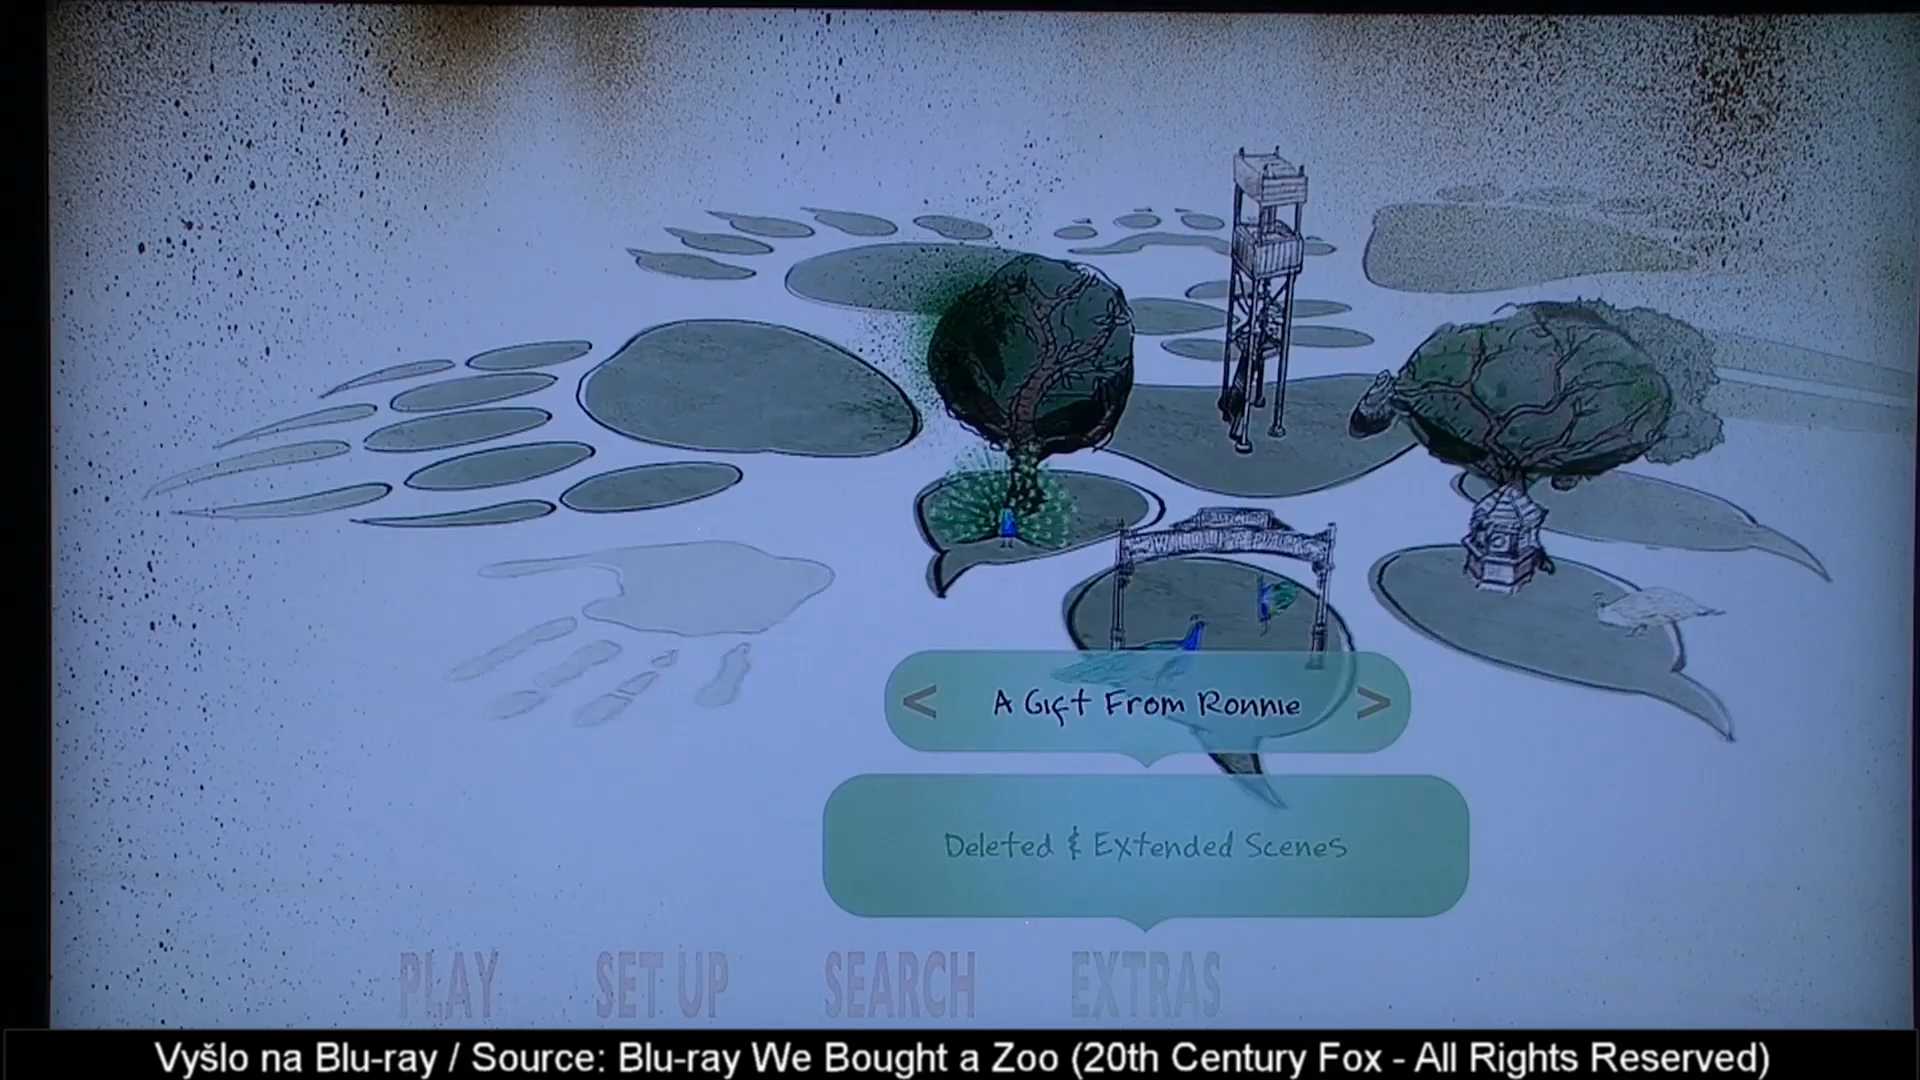 < A Gift From Ronnie >
Deleted & Extended Scenes
PLAY SET UP SEARCH EXTRAS
Vyšlo na Blu-ray / Source: Blu-ray We Bought a Zoo (20th Century Fox - All Rights Reserved)